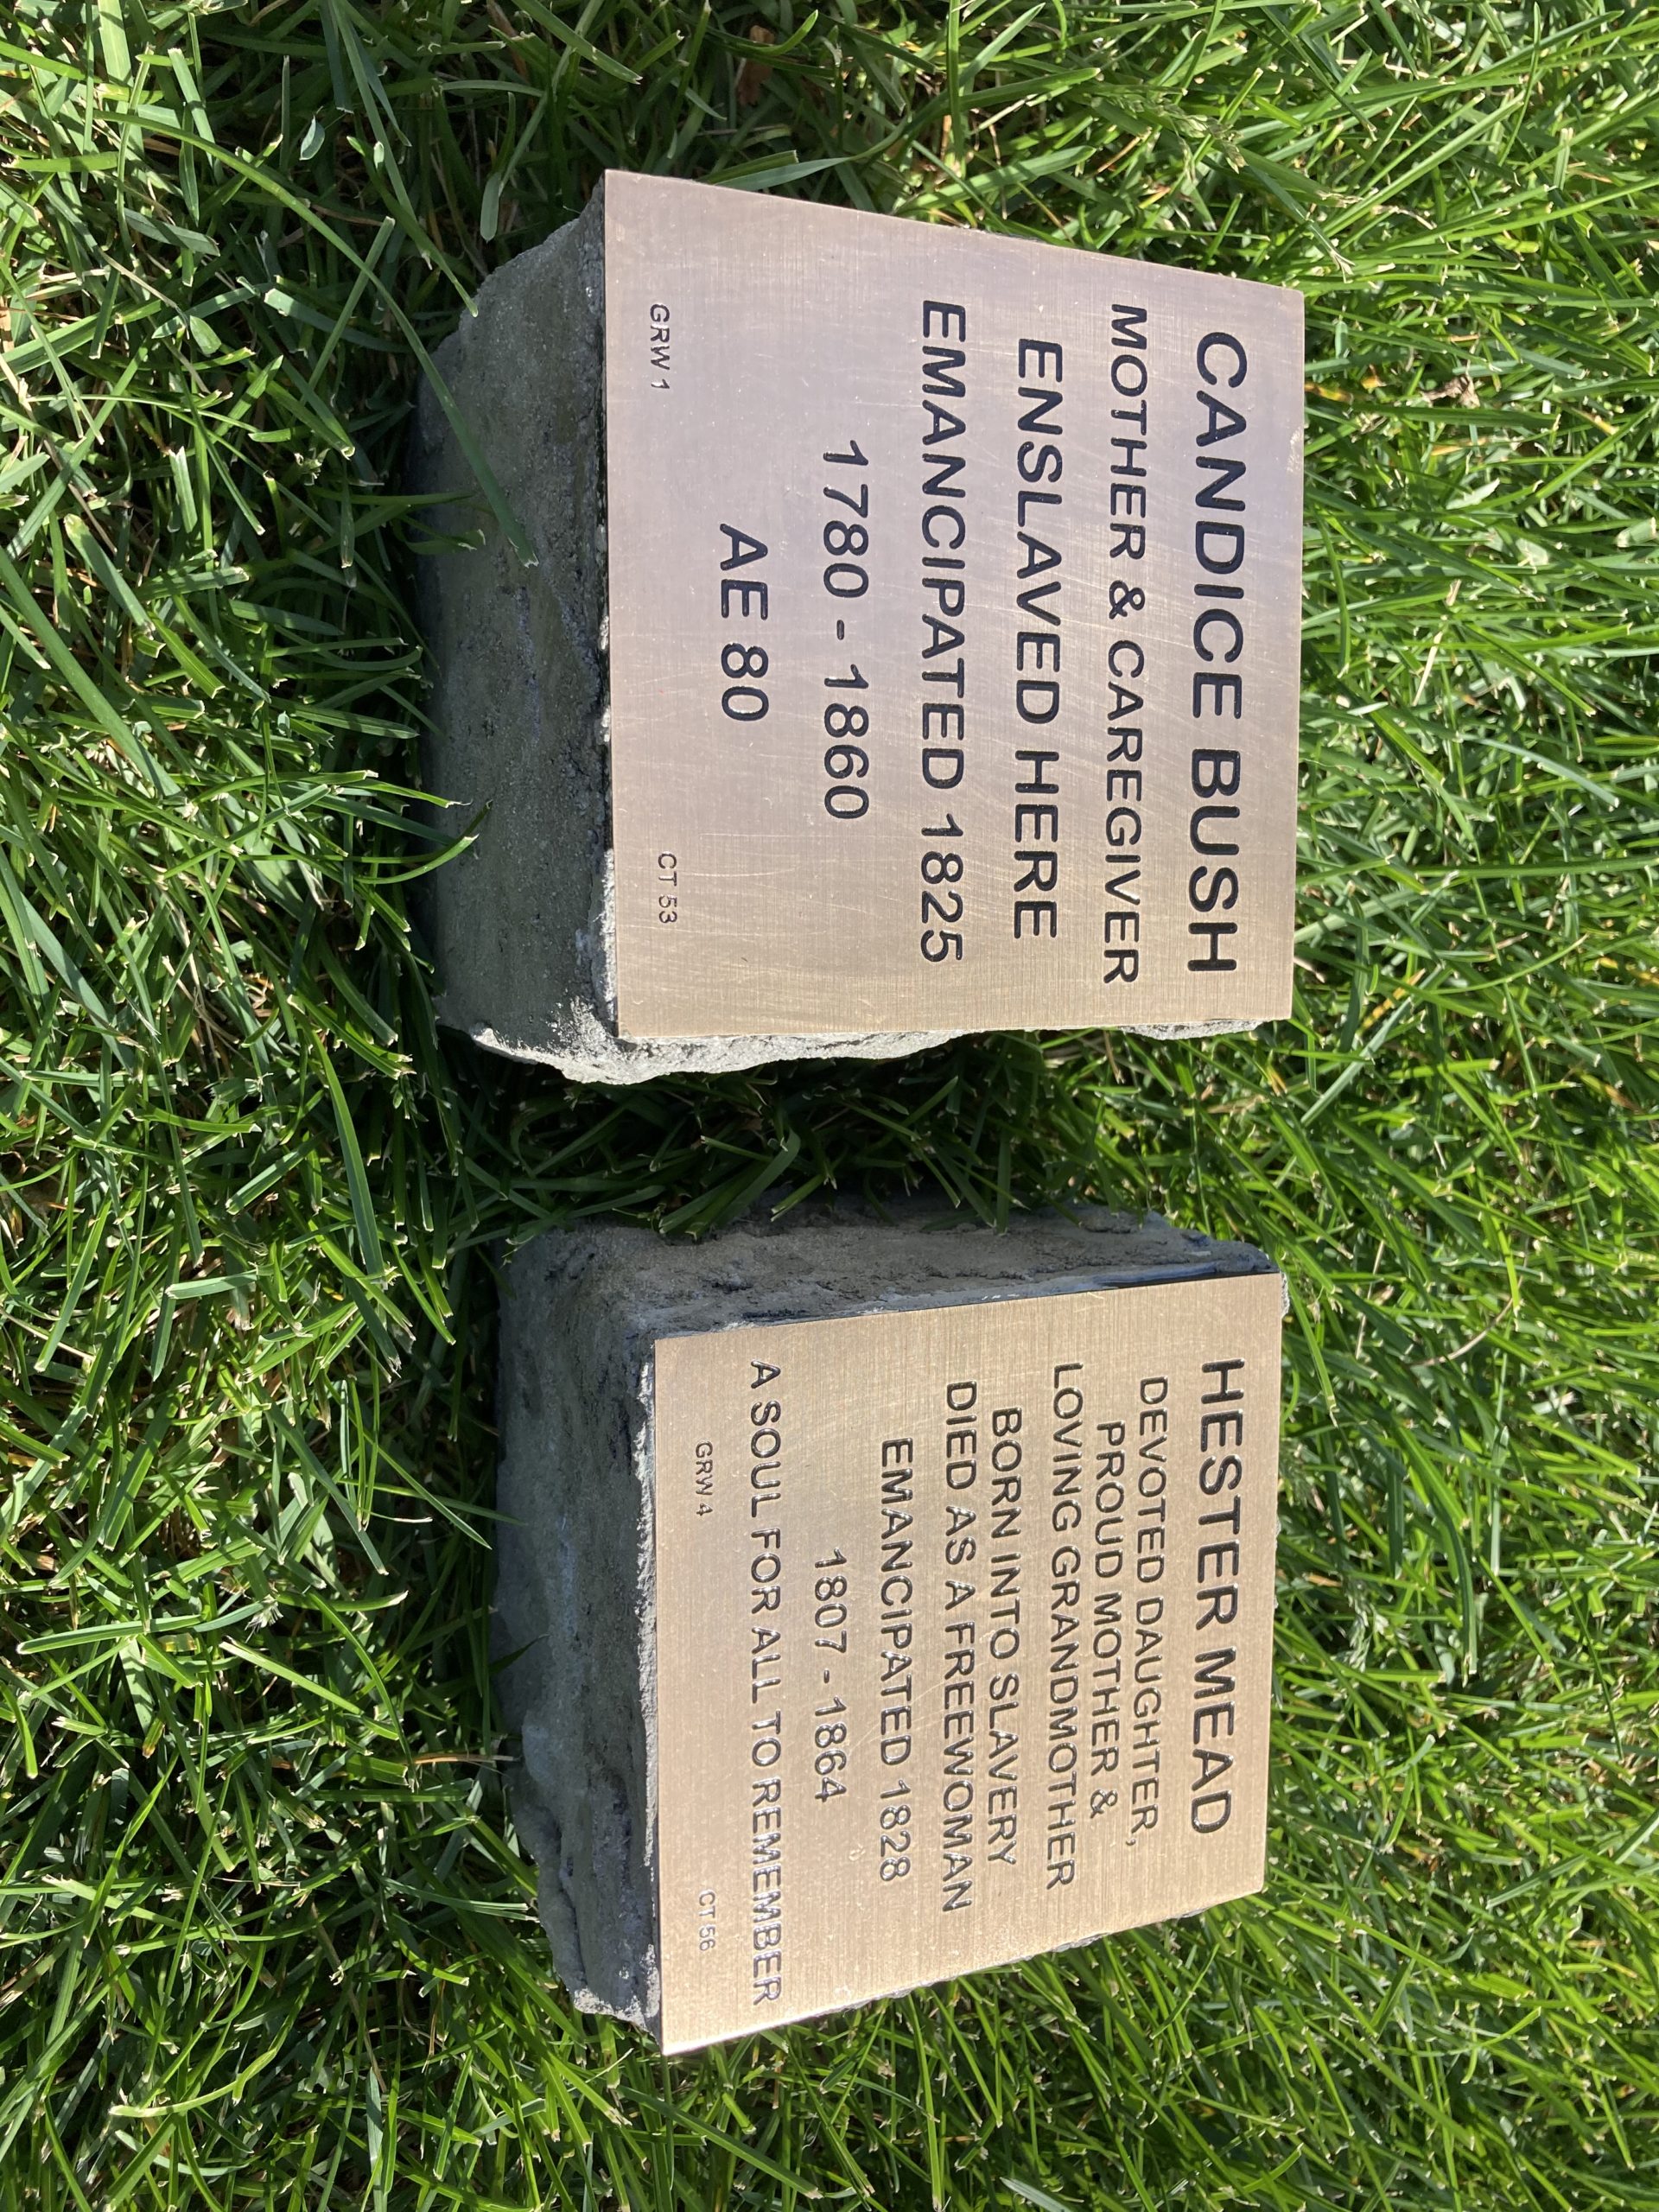 CANDICE BUSH
MOTHER & CAREGIVER
ENSLAVED HERE
EMANCIPATED 1825
1780 - 1860
AE 80
GRW 1 CT 53
HESTER MEAD
DEVOTED DAUGHTER,
PROUD MOTHER &
LOVING GRANDMOTHER
BORN INTO SLAVERY
DIED AS A FREEWOMAN
EMANCIPATED 1828
1807 - 1864
A SOUL FOR ALL TO REMEMBER
GRW 4 CT 56